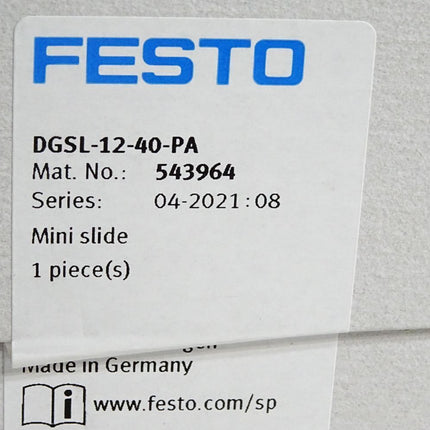 FESTO
DGSL-12-40-PA
Mat. No.: 543964
Series: 04-2021:08
Mini slide
1 piece(s)
Made in Germany
i www.festo.com/sp